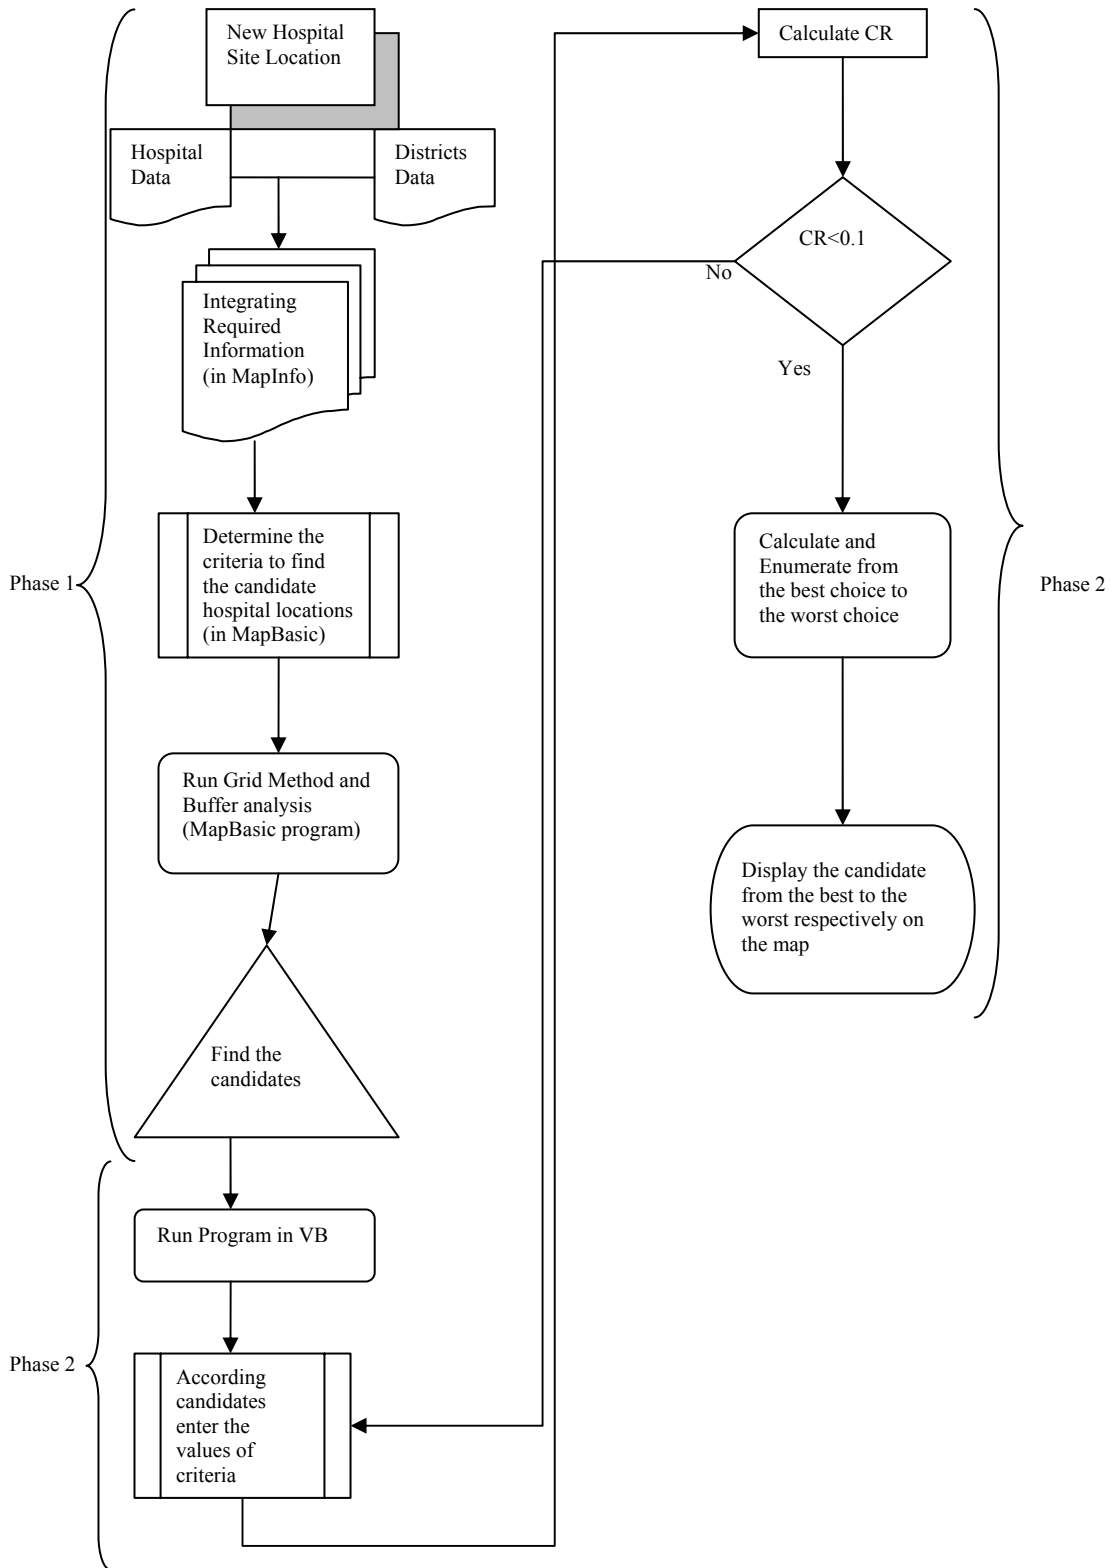 New Hospital
Site Location
Hospital
Data
Districts
Data
Integrating
Required
Information
(in MapInfo)
Phase 1
Determine the
criteria to find
the candidate
hospital locations
(in MapBasic)
Run Grid Method and
Buffer analysis
(MapBasic program)
Find the
candidates
Run Program in VB
Phase 2
According
candidates
enter the
values of
criteria
Calculate CR
CR<0.1
No
Yes
Calculate and
Enumerate from
the best choice to
the worst choice
Phase 2
Display the candidate
from the best to the
worst respectively on
the map